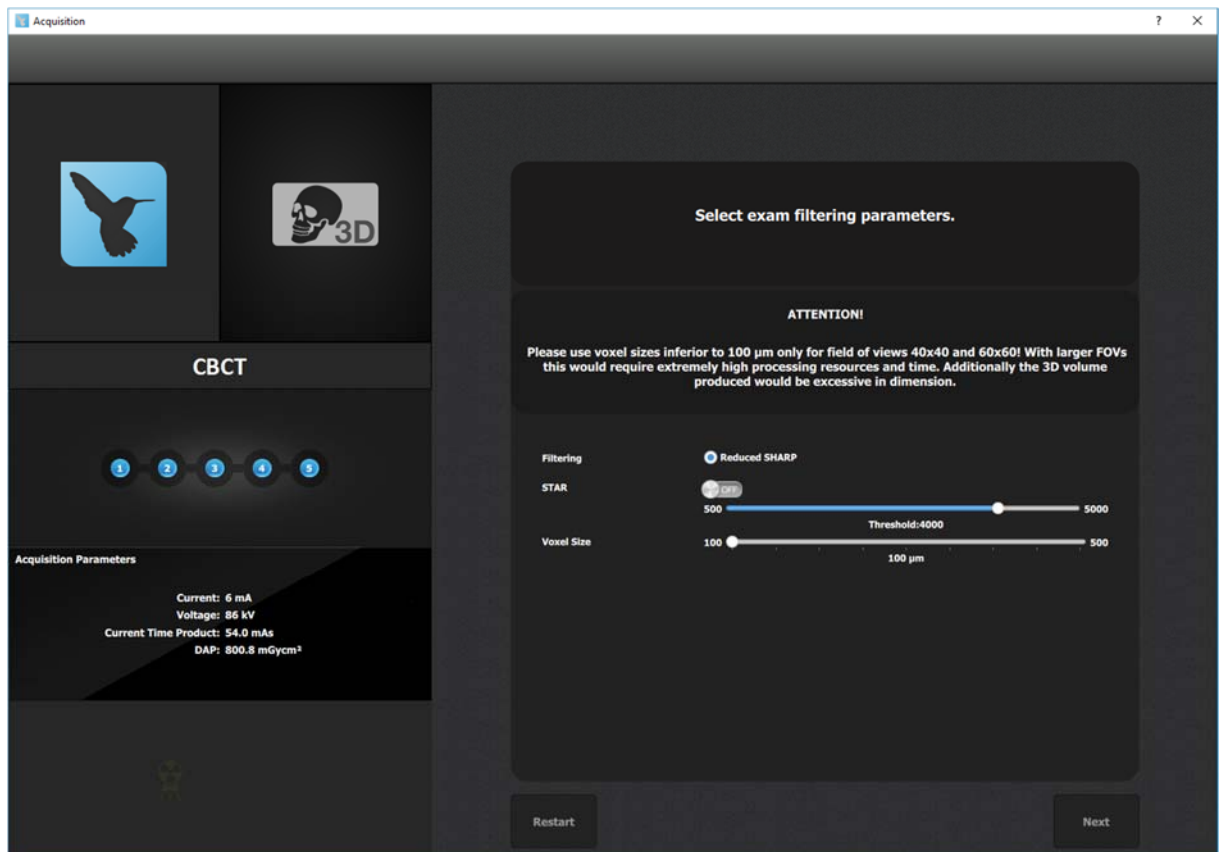 Acquisition
?
3D
CBCT
1 2 3 4 5
Acquisition Parameters
Current: 6 mA
Voltage: 86 kV
Current Time Product: 54.0 mAs
DAP: 800.8 mGycm²
Select exam filtering parameters.
ATTENTION!
Please use voxel sizes inferior to 100 µm only for field of views 40x40 and 60x60! With larger FOVs
this would require extremely high processing resources and time. Additionally the 3D volume
produced would be excessive in dimension.
Filtering Reduced SHARP
STAR OFF
500 5000
Threshold:4000
Voxel Size 100 500
100 µm
Restart Next